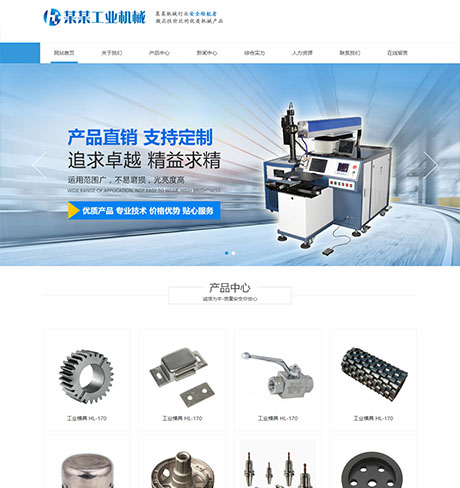 某某工业机械
某某机械行业安全领航者
做正性价比的优质机械产品
网站首页 关于我们 产品中心 新闻中心 综合实力 人力资源 联系我们 在线留言
产品直销 支持定制
追求卓越 精益求精
运用范围广，不易磨损，光亮度高
WIDE RANGE OF APPLICATION, NOT EASY TO WEAR, HIGH BRIGHTNESS
优质产品 专业技术 价格优势 贴心服务
产品中心
诚信为本·质量安全中核心
工业模具 HL-170
工业模具 HL-170
工业模具 HL-170
工业模具 HL-170